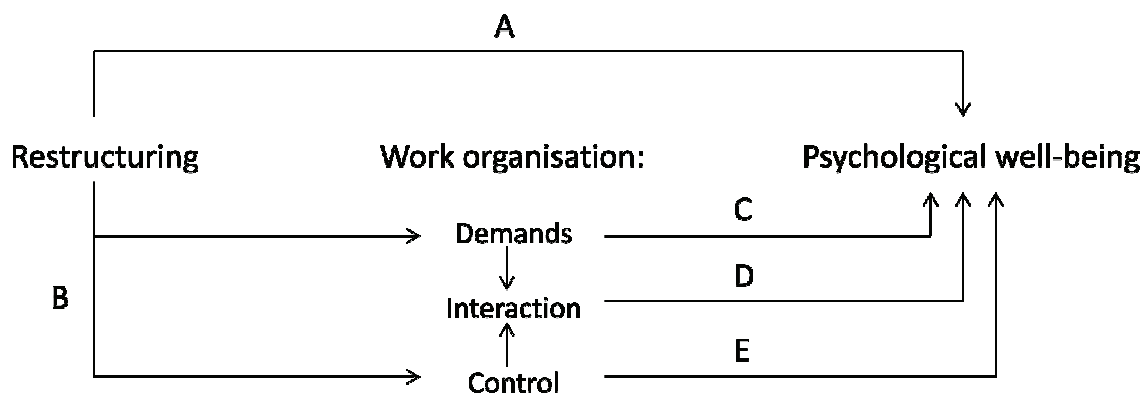 A
Restructuring Work organisation: Psychological well-being
Demands C
B Interaction D
Control E